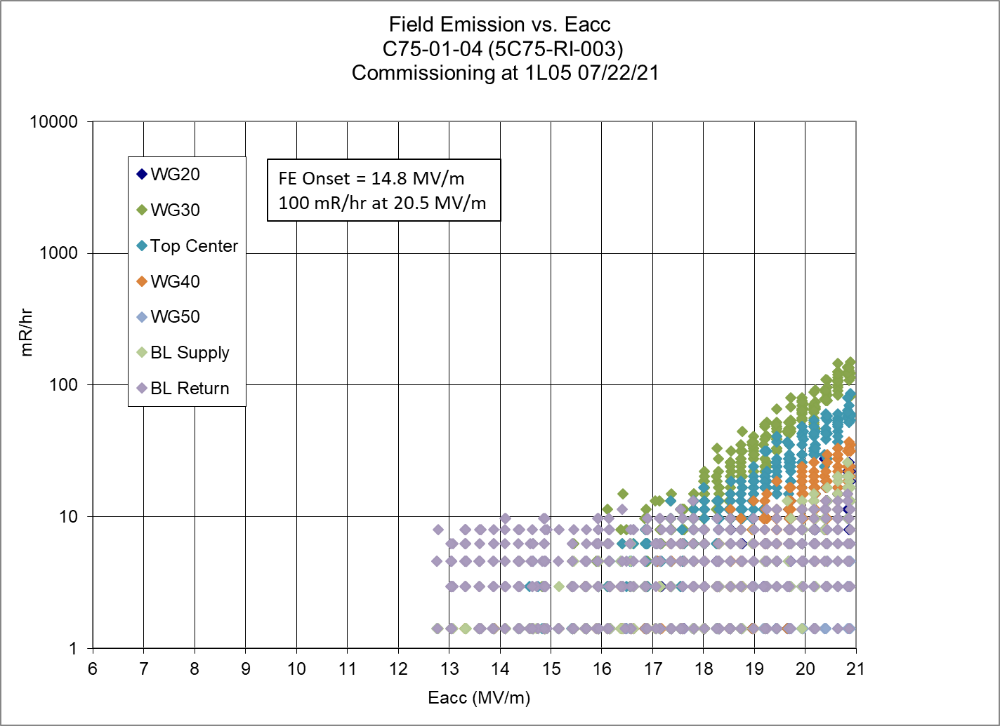 Field Emission vs. Eacc
C75-01-04 (5C75-RI-003)
Commissioning at 1L05 07/22/21
10000
1000
100
10
1
mR/hr
WG20
WG30
Top Center
WG40
WG50
BL Supply
BL Return
FE Onset = 14.8 MV/m
100 mR/hr at 20.5 MV/m
6 7 8 9 10 11 12 13 14 15 16 17 18 19 20 21
Eacc (MV/m)